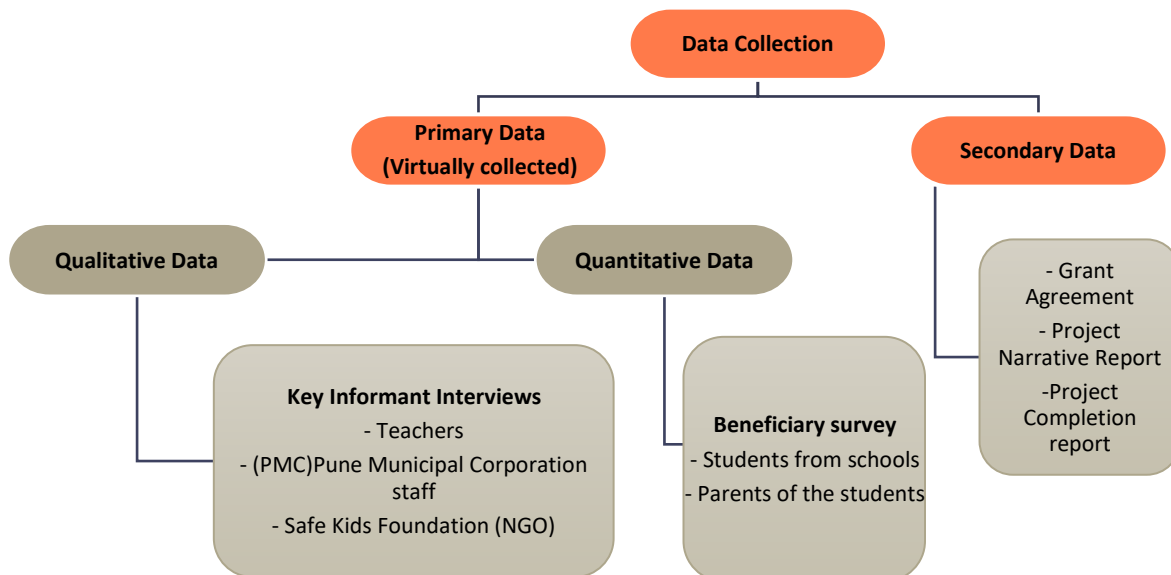 Data Collection
Primary Data
(Virtually collected)
Secondary Data
Qualitative Data
Quantitative Data
Key Informant Interviews
- Teachers
- (PMC)Pune Municipal Corporation
staff
- Safe Kids Foundation (NGO)
Beneficiary survey
- Students from schools
- Parents of the students
- Grant
Agreement
- Project
Narrative Report
-Project
Completion
report